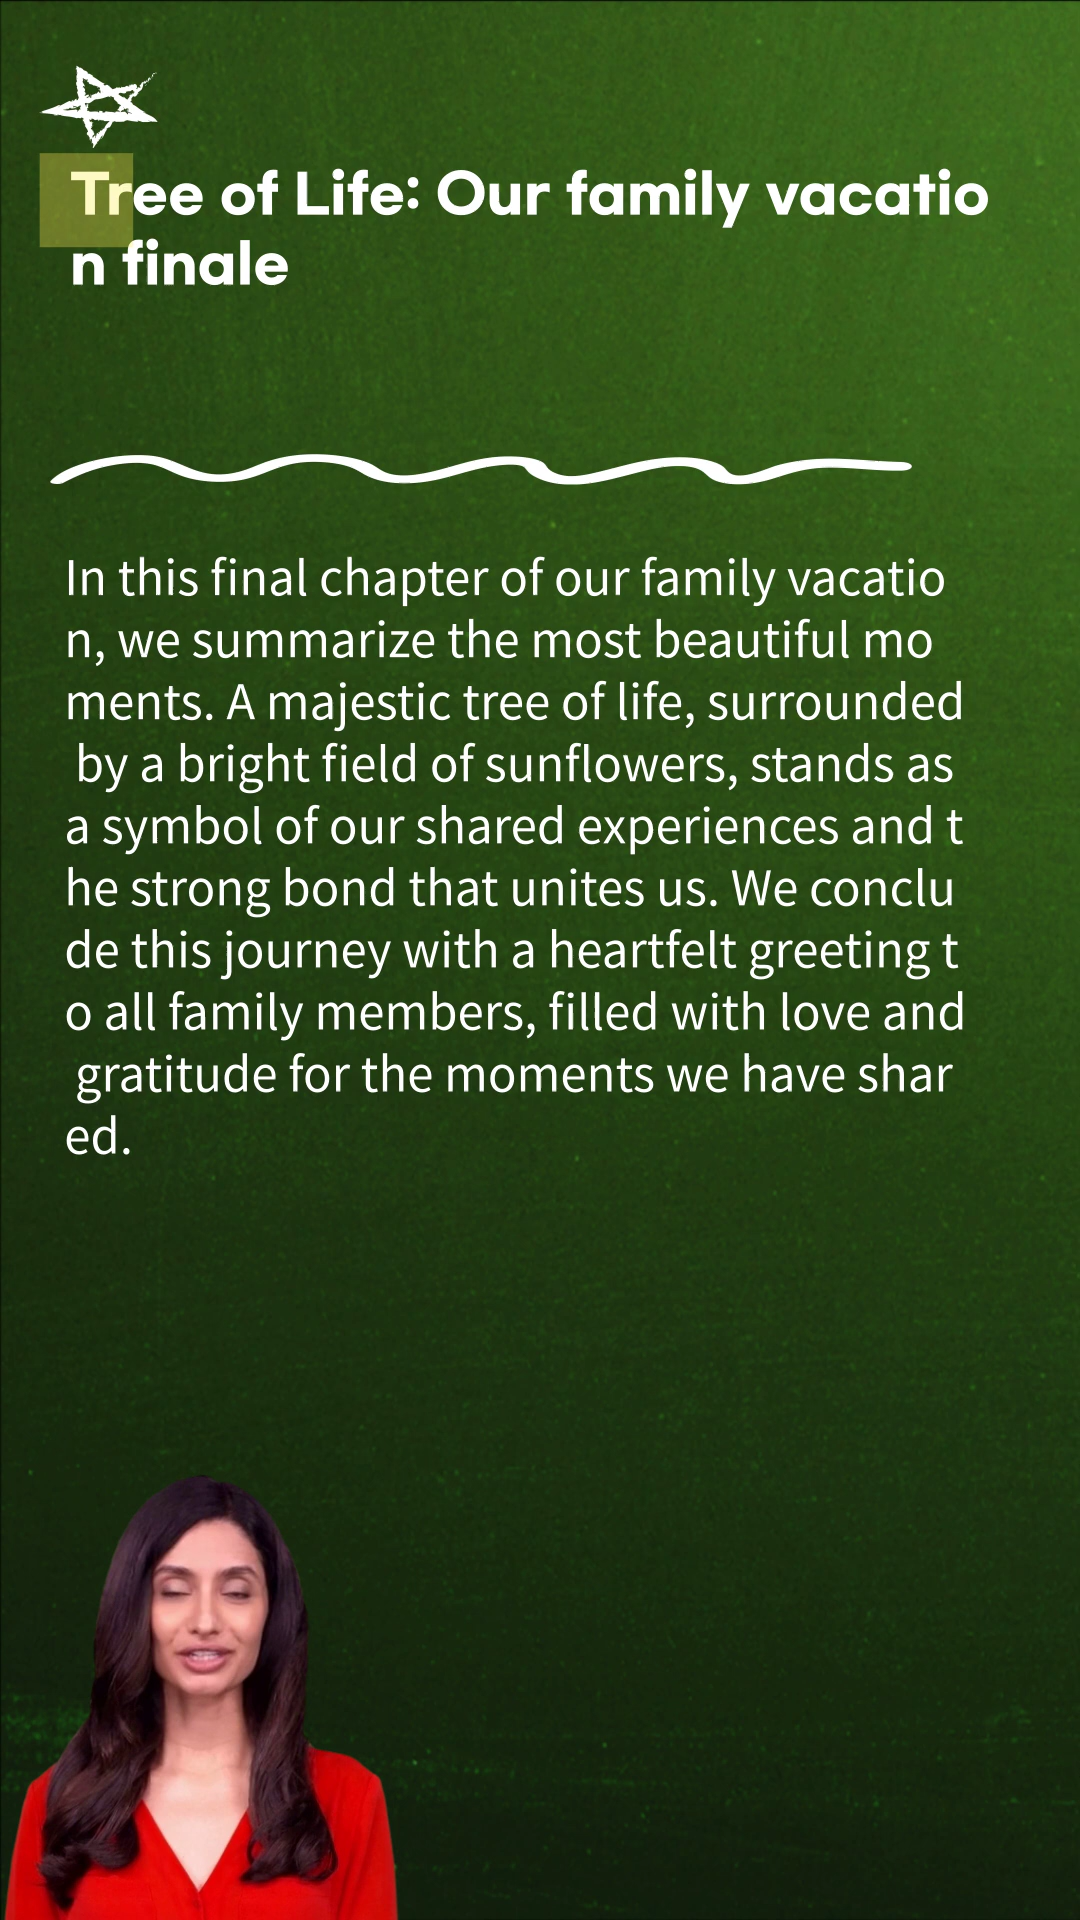 Tree of Life: Our family vacatio
n finale
In this final chapter of our family vacatio
n, we summarize the most beautiful mo
ments. A majestic tree of life, surrounded
by a bright field of sunflowers, stands as
a symbol of our shared experiences and t
he strong bond that unites us. We conclu
de this journey with a heartfelt greeting t
o all family members, filled with love and
gratitude for the moments we have shar
ed.